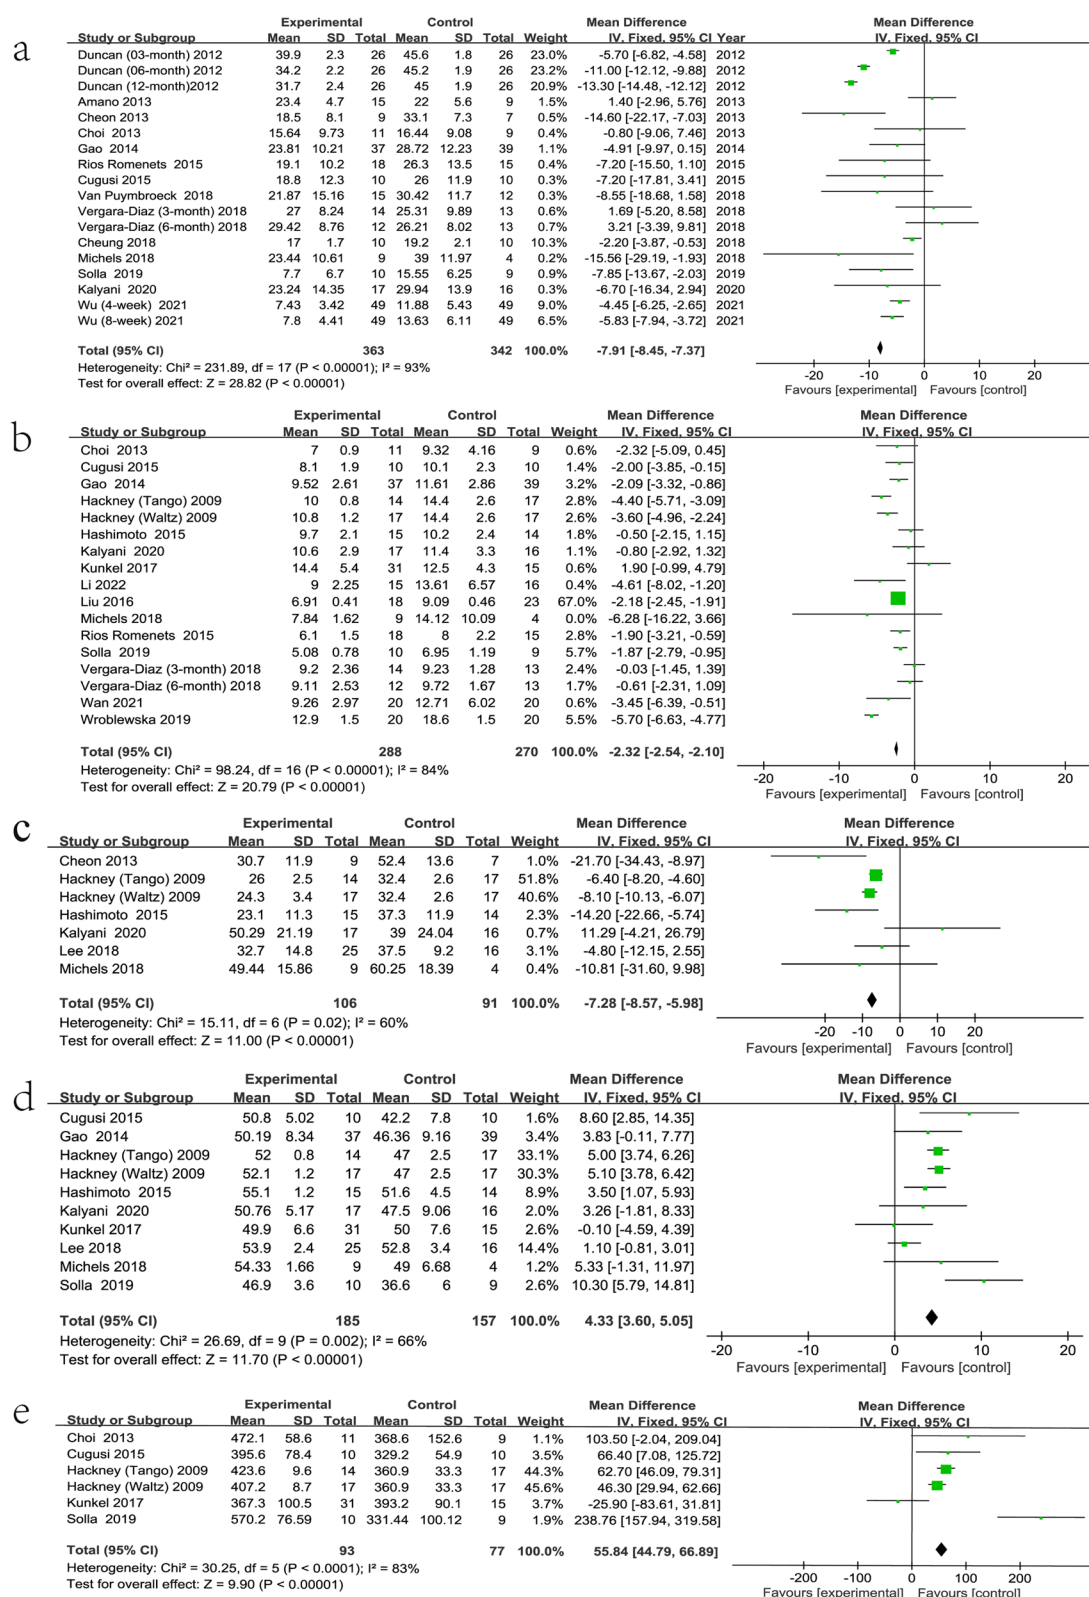 a
Experimental Control Mean Difference Mean Difference
Study or Subgroup Mean SD Total Mean SD Total Weight IV, Fixed, 95% CI Year IV, Fixed, 95% CI
Duncan (03-month) 2012 39.9 2.3 26 45.6 1.8 26 23.0% -5.70 [-6.82, -4.58] 2012
Duncan (06-month) 2012 34.2 2.2 26 45.2 1.9 26 23.2% -11.00 [-12.12, -9.88] 2012
Duncan (12-month)2012 31.7 2.4 26 45 1.9 26 20.9% -13.30 [-14.48, -12.12] 2012
Amano 2013 23.4 4.7 15 22 5.6 9 1.5% 1.40 [-2.96, 5.76] 2013
Cheon 2013 18.5 8.1 9 33.1 7.3 7 0.5% -14.60 [-22.17, -7.03] 2013
Choi 2013 15.64 9.73 11 16.44 9.08 9 0.4% -0.80 [-9.06, 7.46] 2013
Gao 2014 23.81 10.21 37 28.72 12.23 39 1.1% -4.91 [-9.97, 0.15] 2014
Rios Romenets 2015 19.1 10.2 18 26.3 13.5 15 0.4% -7.20 [-15.50, 1.10] 2015
Cugusi 2015 18.8 12.3 10 26 11.9 10 0.3% -7.20 [-17.81, 3.41] 2015
Van Puymbroeck 2018 21.87 15.16 15 30.42 11.7 12 0.3% -8.55 [-18.68, 1.58] 2018
Vergara-Diaz (3-month) 2018 27 8.24 14 25.31 9.89 13 0.6% 1.69 [-5.20, 8.58] 2018
Vergara-Diaz (6-month) 2018 29.42 8.76 12 26.21 8.02 13 0.7% 3.21 [-3.39, 9.81] 2018
Cheung 2018 17 1.7 10 19.2 2.1 10 10.3% -2.20 [-3.87, -0.53] 2018
Michels 2018 23.44 10.61 9 39 11.97 4 0.2% -15.56 [-29.19, -1.93] 2018
Solla 2019 7.7 6.7 10 15.55 6.25 9 0.9% -7.85 [-13.67, -2.03] 2019
Kalyani 2020 23.24 14.35 17 29.94 13.9 16 0.3% -6.70 [-16.34, 2.94] 2020
Wu (4-week) 2021 7.43 3.42 49 11.88 5.43 49 9.0% -4.45 [-6.25, -2.65] 2021
Wu (8-week) 2021 7.8 4.41 49 13.63 6.11 49 6.5% -5.83 [-7.94, -3.72] 2021
Total (95% CI) 363 342 100.0% -7.91 [-8.45, -7.37]
Heterogeneity: Chi² = 231.89, df = 17 (P < 0.00001); I² = 93%
Test for overall effect: Z = 28.82 (P < 0.00001)
-20 -10 0 10 20
Favours [experimental] Favours [control]
b
Experimental Control Mean Difference Mean Difference
Study or Subgroup Mean SD Total Mean SD Total Weight IV, Fixed, 95% CI IV, Fixed, 95% CI
Choi 2013 7 0.9 11 9.32 4.16 9 0.6% -2.32 [-5.09, 0.45]
Cugusi 2015 8.1 1.9 10 10.1 2.3 10 1.4% -2.00 [-3.85, -0.15]
Gao 2014 9.52 2.61 37 11.61 2.86 39 3.2% -2.09 [-3.32, -0.86]
Hackney (Tango) 2009 10 0.8 14 14.4 2.6 17 2.8% -4.40 [-5.71, -3.09]
Hackney (Waltz) 2009 10.8 1.2 17 14.4 2.6 17 2.6% -3.60 [-4.96, -2.24]
Hashimoto 2015 9.7 2.1 15 10.2 2.4 14 1.8% -0.50 [-2.15, 1.15]
Kalyani 2020 10.6 2.9 17 11.4 3.3 16 1.1% -0.80 [-2.92, 1.32]
Kunkel 2017 14.4 5.4 31 12.5 4.3 15 0.6% 1.90 [-0.99, 4.79]
Li 2022 9 2.25 15 13.61 6.57 16 0.4% -4.61 [-8.02, -1.20]
Liu 2016 6.91 0.41 18 9.09 0.46 23 67.0% -2.18 [-2.45, -1.91]
Michels 2018 7.84 1.62 9 14.12 10.09 4 0.0% -6.28 [-16.22, 3.66]
Rios Romenets 2015 6.1 1.5 18 8 2.2 15 2.8% -1.90 [-3.21, -0.59]
Solla 2019 5.08 0.78 10 6.95 1.19 9 5.7% -1.87 [-2.79, -0.95]
Vergara-Diaz (3-month) 2018 9.2 2.36 14 9.23 1.28 13 2.4% -0.03 [-1.45, 1.39]
Vergara-Diaz (6-month) 2018 9.11 2.53 12 9.72 1.67 13 1.7% -0.61 [-2.31, 1.09]
Wan 2021 9.26 2.97 20 12.71 6.02 20 0.6% -3.45 [-6.39, -0.51]
Wroblewska 2019 12.9 1.5 20 18.6 1.5 20 5.5% -5.70 [-6.63, -4.77]
Total (95% CI) 288 270 100.0% -2.32 [-2.54, -2.10]
Heterogeneity: Chi² = 98.24, df = 16 (P < 0.00001); I² = 84%
Test for overall effect: Z = 20.79 (P < 0.00001)
-20 -10 0 10 20
Favours [experimental] Favours [control]
c
Experimental Control Mean Difference Mean Difference
Study or Subgroup Mean SD Total Mean SD Total Weight IV, Fixed, 95% CI IV, Fixed, 95% CI
Cheon 2013 30.7 11.9 9 52.4 13.6 7 1.0% -21.70 [-34.43, -8.97]
Hackney (Tango) 2009 26 2.5 14 32.4 2.6 17 51.8% -6.40 [-8.20, -4.60]
Hackney (Waltz) 2009 24.3 3.4 17 32.4 2.6 17 40.6% -8.10 [-10.13, -6.07]
Hashimoto 2015 23.1 11.3 15 37.3 11.9 14 2.3% -14.20 [-22.66, -5.74]
Kalyani 2020 50.29 21.19 17 39 24.04 16 0.7% 11.29 [-4.21, 26.79]
Lee 2018 32.7 14.8 25 37.5 9.2 16 3.1% -4.80 [-12.15, 2.55]
Michels 2018 49.44 15.86 9 60.25 18.39 4 0.4% -10.81 [-31.60, 9.98]
Total (95% CI) 106 91 100.0% -7.28 [-8.57, -5.98]
Heterogeneity: Chi² = 15.11, df = 6 (P = 0.02); I² = 60%
Test for overall effect: Z = 11.00 (P < 0.00001)
-20 -10 0 10 20
Favours [experimental] Favours [control]
d
Experimental Control Mean Difference Mean Difference
Study or Subgroup Mean SD Total Mean SD Total Weight IV, Fixed, 95% CI IV, Fixed, 95% CI
Cugusi 2015 50.8 5.02 10 42.2 7.8 10 1.6% 8.60 [2.85, 14.35]
Gao 2014 50.19 8.34 37 46.36 9.16 39 3.4% 3.83 [-0.11, 7.77]
Hackney (Tango) 2009 52 0.8 14 47 2.5 17 33.1% 5.00 [3.74, 6.26]
Hackney (Waltz) 2009 52.1 1.2 17 47 2.5 17 30.3% 5.10 [3.78, 6.42]
Hashimoto 2015 55.1 1.2 15 51.6 4.5 14 8.9% 3.50 [1.07, 5.93]
Kalyani 2020 50.76 5.17 17 47.5 9.06 16 2.0% 3.26 [-1.81, 8.33]
Kunkel 2017 49.9 6.6 31 50 7.6 15 2.6% -0.10 [-4.59, 4.39]
Lee 2018 53.9 2.4 25 52.8 3.4 16 14.4% 1.10 [-0.81, 3.01]
Michels 2018 54.33 1.66 9 49 6.68 4 1.2% 5.33 [-1.31, 11.97]
Solla 2019 46.9 3.6 10 36.6 6 9 2.6% 10.30 [5.79, 14.81]
Total (95% CI) 185 157 100.0% 4.33 [3.60, 5.05]
Heterogeneity: Chi² = 26.69, df = 9 (P = 0.002); I² = 66%
Test for overall effect: Z = 11.70 (P < 0.00001)
-20 -10 0 10 20
Favours [experimental] Favours [control]
e
Experimental Control Mean Difference Mean Difference
Study or Subgroup Mean SD Total Mean SD Total Weight IV, Fixed, 95% CI IV, Fixed, 95% CI
Choi 2013 472.1 58.6 11 368.6 152.6 9 1.1% 103.50 [-2.04, 209.04]
Cugusi 2015 395.6 78.4 10 329.2 54.9 10 3.5% 66.40 [7.08, 125.72]
Hackney (Tango) 2009 423.6 9.6 14 360.9 33.3 17 44.3% 62.70 [46.09, 79.31]
Hackney (Waltz) 2009 407.2 8.7 17 360.9 33.3 17 45.6% 46.30 [29.94, 62.66]
Kunkel 2017 367.3 100.5 31 393.2 90.1 15 3.7% -25.90 [-83.61, 31.81]
Solla 2019 570.2 76.59 10 331.44 100.12 9 1.9% 238.76 [157.94, 319.58]
Total (95% CI) 93 77 100.0% 55.84 [44.79, 66.89]
Heterogeneity: Chi² = 30.25, df = 5 (P < 0.0001); I² = 83%
Test for overall effect: Z = 9.90 (P < 0.00001)
-200 -100 0 100 200
Favours [experimental] Favours [control]